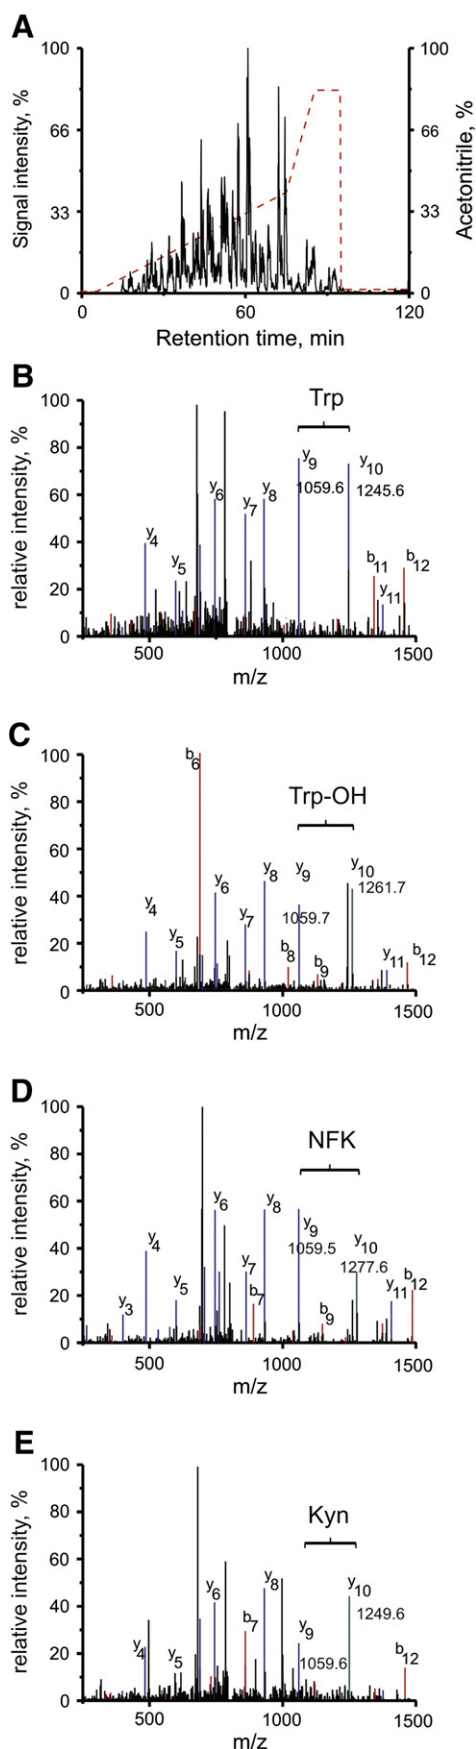 A
Signal intensity, %
Acetonitrile, %
100
66
33
0
100
66
33
0
0 60 120
Retention time, min
B
relative intensity, %
100
80
60
40
20
0
Trp
y9
1059.6
y10
1245.6
y4
y5
y6
y7
y8
b11
y11
b12
500 1000 1500
m/z
C
relative intensity, %
100
80
60
40
20
0
b6
Trp-OH
y4
y5
y6
y7
y8
y9
1059.7
y10
1261.7
b8
b9
y11
b12
500 1000 1500
m/z
D
relative intensity, %
100
80
60
40
20
0
NFK
y3
y4
y5
y6
y7
b7
y8
y9
1059.5
y10
1277.6
b9
y11
b12
500 1000 1500
m/z
E
relative intensity, %
100
80
60
40
20
0
Kyn
y4
y5
y6
b7
y8
y9
1059.6
y10
1249.6
b12
500 1000 1500
m/z